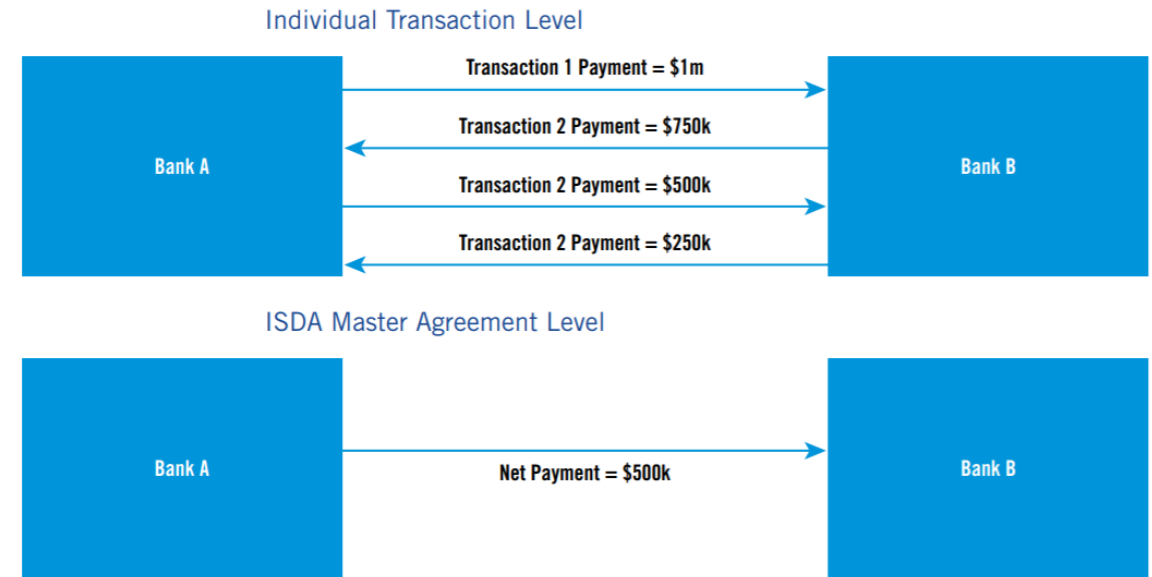 Individual Transaction Level
Transaction 1 Payment = $1m
Transaction 2 Payment = $750k
Bank A
Bank B
Transaction 2 Payment = $500k
Transaction 2 Payment = $250k
ISDA Master Agreement Level
Bank A
Net Payment = $500k
Bank B